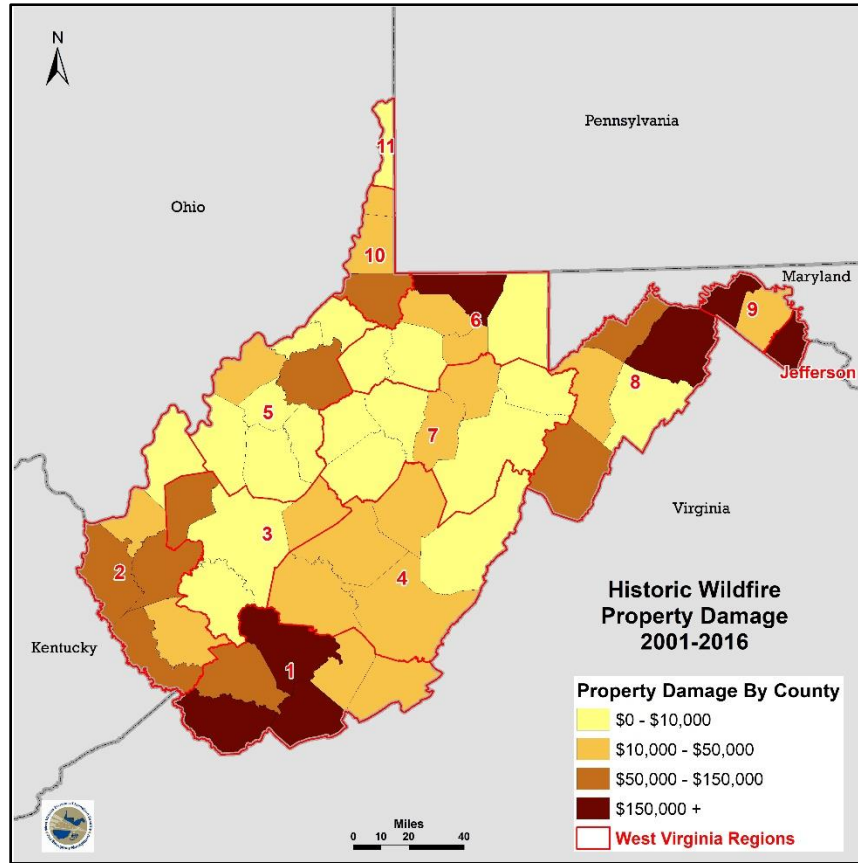 N
Pennsylvania
11
Ohio
10
Maryland
9
6
Jefferson
8
5
7
Virginia
3
2
4
Historic Wildfire
Property Damage
2001-2016
Kentucky
1
Property Damage By County
$0 - $10,000
$10,000 - $50,000
$50,000 - $150,000
$150,000 +
West Virginia Regions
Miles
0 10 20 40